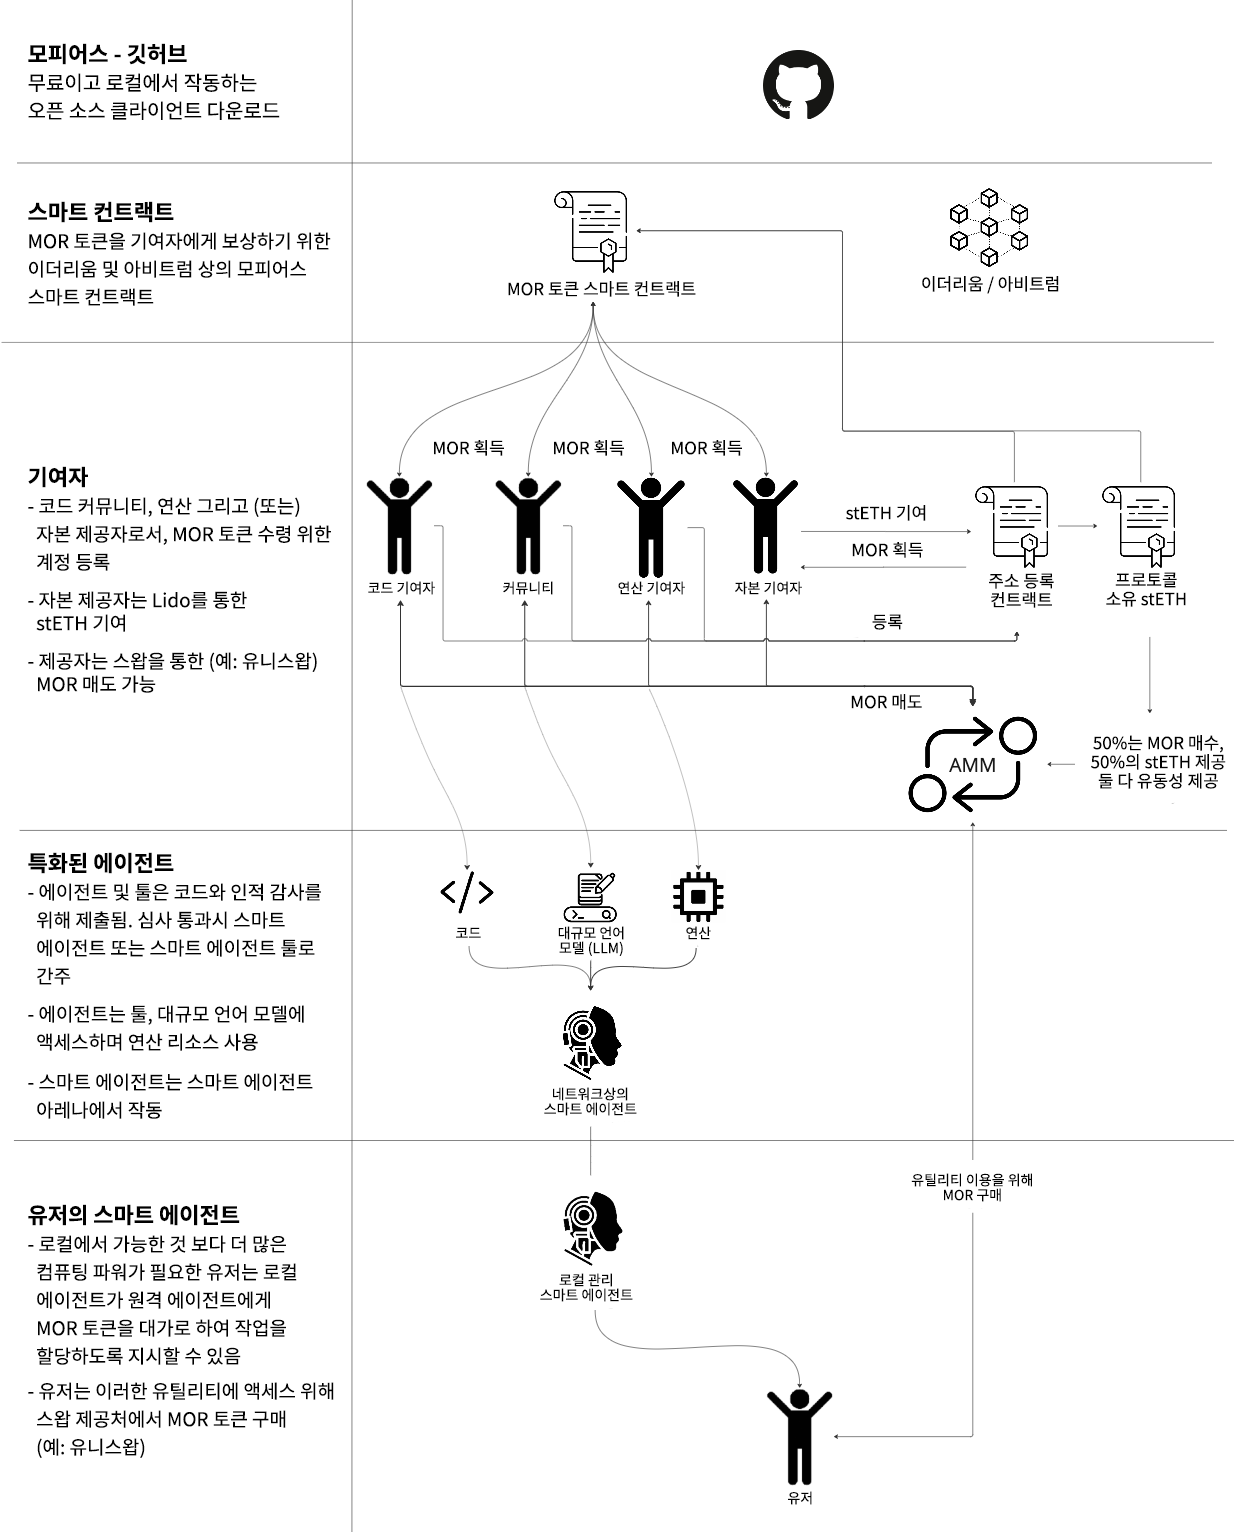 모피어스 - 깃허브
무료이고 로컬에서 작동하는
오픈 소스 클라이언트 다운로드
스마트 컨트랙트
MOR 토큰을 기여자에게 보상하기 위한
이더리움 및 아비트럼 상의 모피어스
스마트 컨트랙트
MOR 토큰 스마트 컨트랙트
이더리움 / 아비트럼
기여자
- 코드 커뮤니티, 연산 그리고 (또는)
자본 제공자로서, MOR 토큰 수령 위한
계정 등록
- 자본 제공자는 Lido를 통한
stETH 기여
- 제공자는 스왑을 통한 (예: 유니스왑)
MOR 매도 가능
MOR 획득
MOR 획득
MOR 획득
코드 기여자
커뮤니티
연산 기여자
자본 기여자
stETH 기여
MOR 획득
주소 등록
컨트랙트
프로토콜
소유 stETH
등록
MOR 매도
AMM
50%는 MOR 매수,
50%의 stETH 제공
둘 다 유동성 제공
특화된 에이전트
- 에이전트 및 툴은 코드와 인적 감사를
위해 제출됨. 심사 통과시 스마트
에이전트 또는 스마트 에이전트 툴로
간주
- 에이전트는 툴, 대규모 언어 모델에
액세스하며 연산 리소스 사용
- 스마트 에이전트는 스마트 에이전트
아레나에서 작동
코드
대규모 언어
모델 (LLM)
연산
네트워크상의
스마트 에이전트
유저의 스마트 에이전트
- 로컬에서 가능한 것 보다 더 많은
컴퓨팅 파워가 필요한 유저는 로컬
에이전트가 원격 에이전트에게
MOR 토큰을 대가로 하여 작업을
할당하도록 지시할 수 있음
- 유저는 이러한 유틸리티에 액세스 위해
스왑 제공처에서 MOR 토큰 구매
(예: 유니스왑)
로컬 관리
스마트 에이전트
유틸리티 이용을 위해
MOR 구매
유저